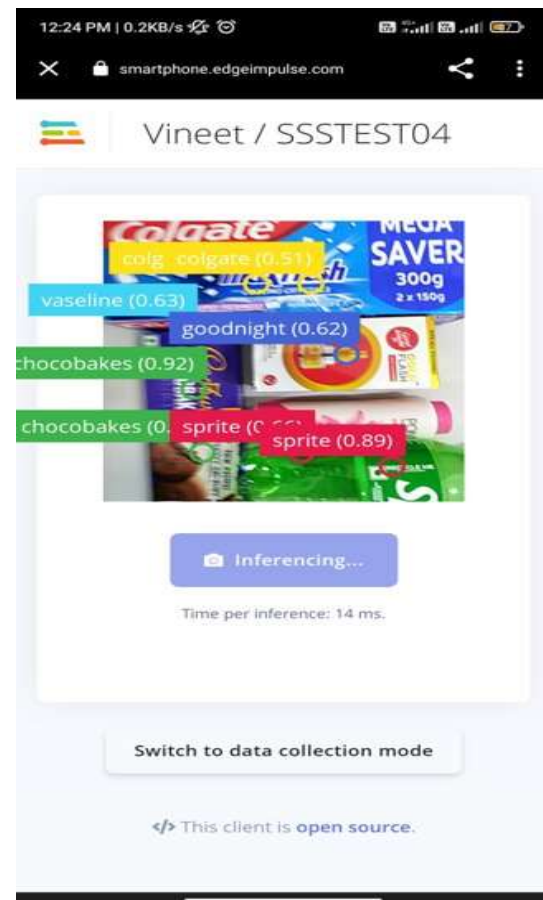 12:24 PM | 0.2KB/s
smartphone.edgeimpulse.com
Vineet / SSSTEST04
Colgate
MEGA
SAVER
300g
2 x 150g
colg colgate (0.51)
vaseline (0.63)
goodnight (0.62)
chocobakes (0.92)
chocobakes (0. sprite (0.66)
sprite (0.89)
Inferencing...
Time per inference: 14 ms.
Switch to data collection mode
</> This client is open source.